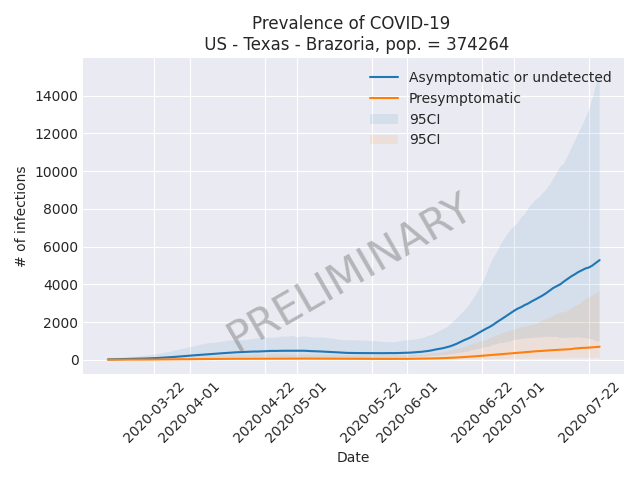 Prevalence of COVID-19
US - Texas - Brazoria, pop. = 374264
Asymptomatic or undetected
Presymptomatic
95CI
95CI
14000
12000
10000
8000
6000
4000
2000
0
# of infections
PRELIMINARY
2020-03-22
2020-04-01
2020-04-22
2020-05-01
2020-05-22
2020-06-01
2020-06-22
2020-07-01
2020-07-22
Date